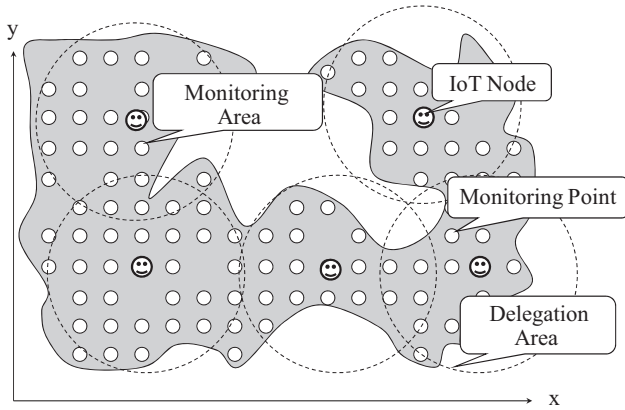 y
Monitoring
Area
IoT Node
Monitoring Point
Delegation
Area
x